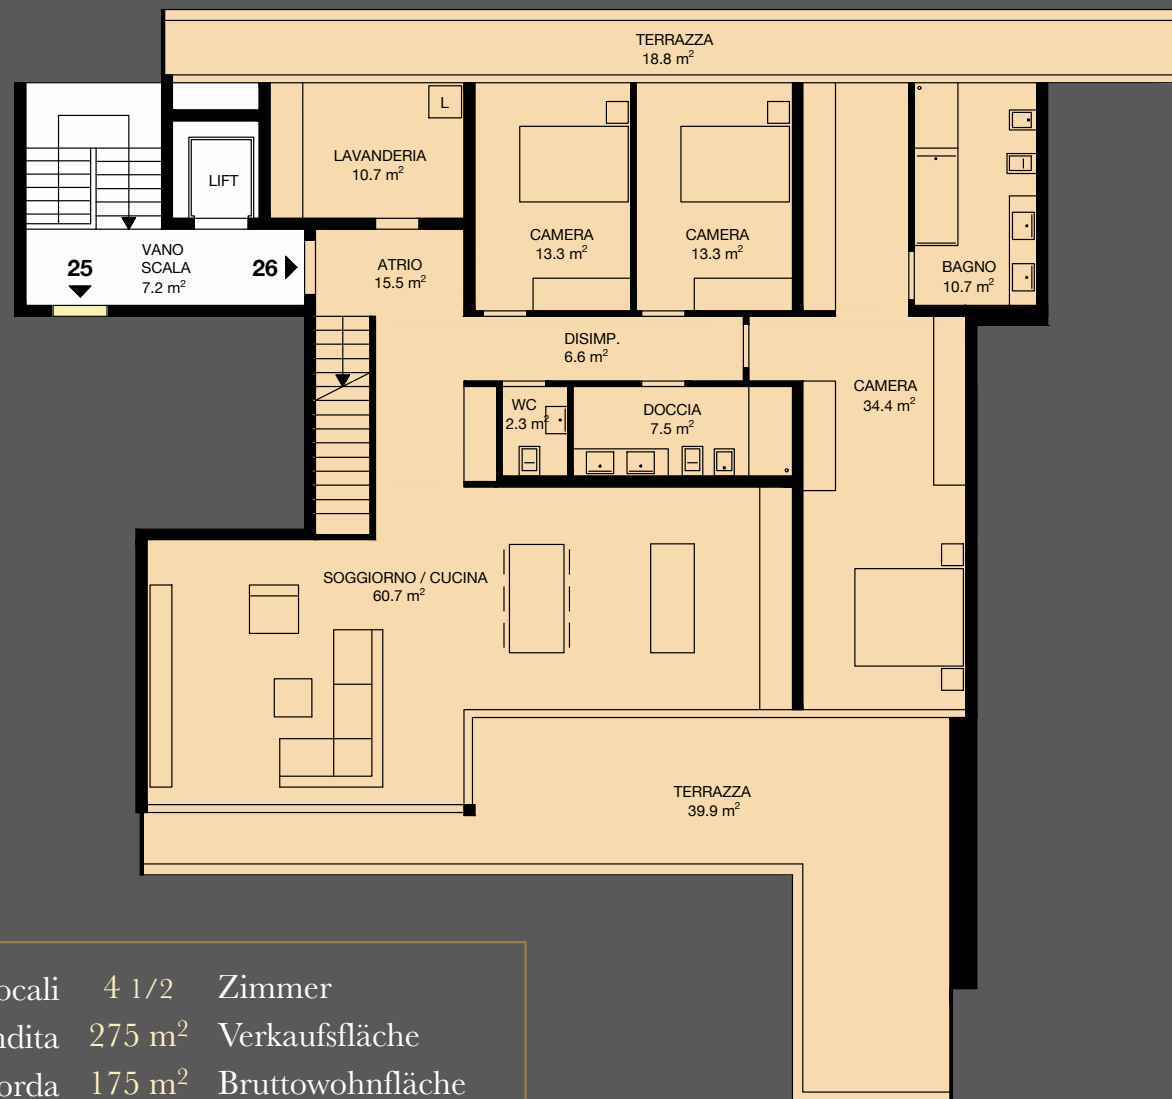 TERRAZZA
18.8 m²
L
LAVANDERIA
10.7 m²
LIFT
CAMERA
13.3 m²
CAMERA
13.3 m²
VANO
SCALA
7.2 m²
25
26
ATRIO
15.5 m²
BAGNO
10.7 m²
DISIMP.
6.6 m²
CAMERA
34.4 m²
WC
2.3 m²
DOCCIA
7.5 m²
SOGGIORNO / CUCINA
60.7 m²
TERRAZZA
39.9 m²
ocali 4 1/2 Zimmer
ndita 275 m² Verkaufsfläche
orda 175 m² Bruttowohnfläche